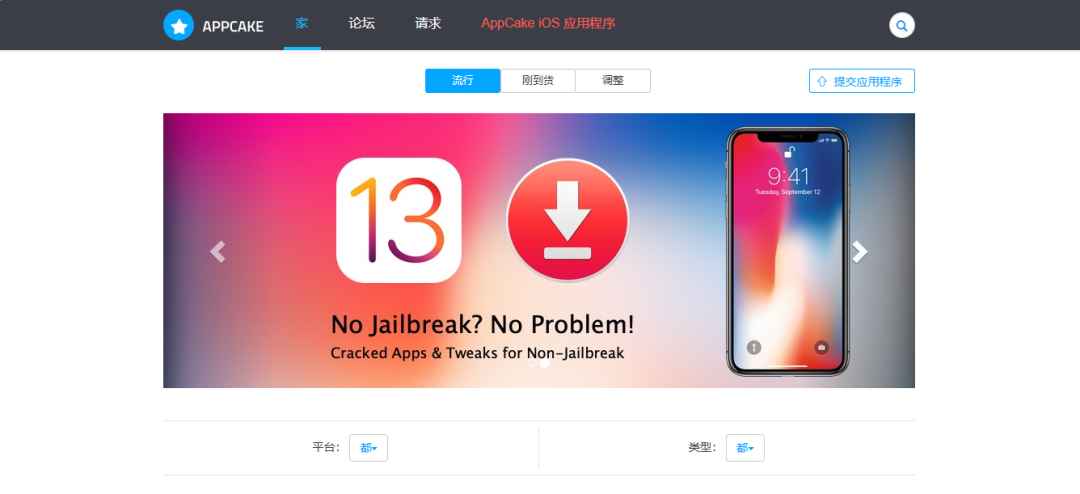 APPCAKE 家 论坛 请求 AppCake iOS 应用程序
流行 刚到货 调整 提交应用程序
13
9:41
Tuesday, September 12
No Jailbreak? No Problem!
Cracked Apps & Tweaks for Non-Jailbreak
平台: 都 类型: 都